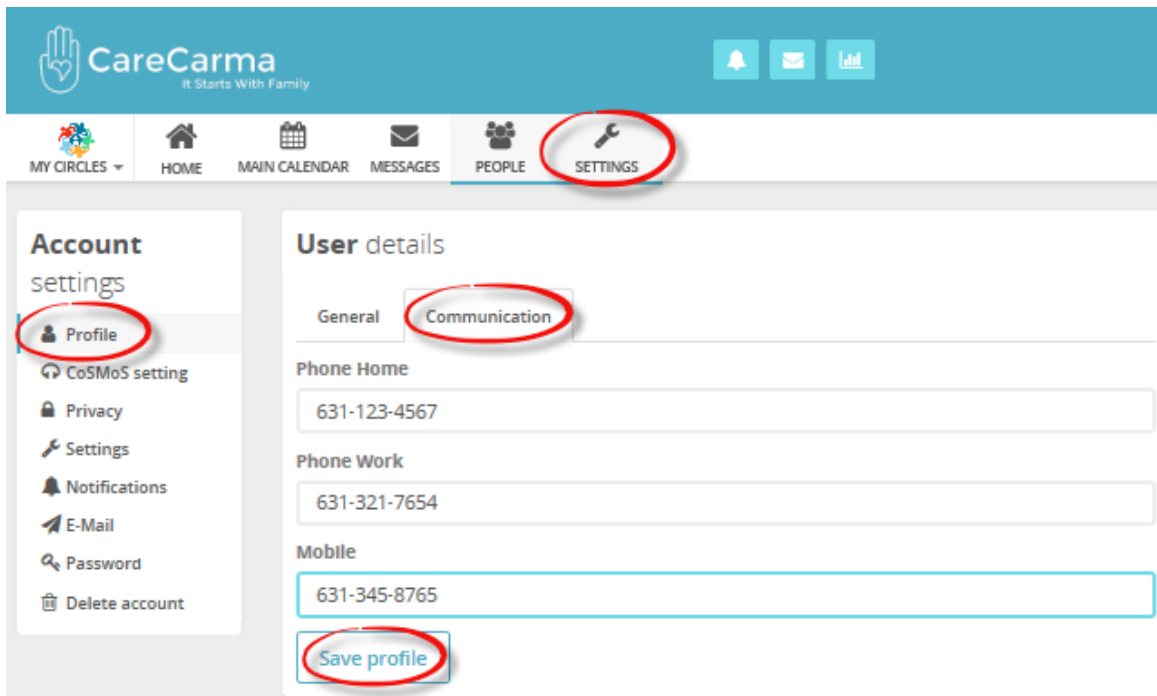 CareCarma
It Starts With Family
MY CIRCLES
HOME
MAIN CALENDAR
MESSAGES
PEOPLE
SETTINGS
Account
settings
Profile
CoSMoS setting
Privacy
Settings
Notifications
E-Mail
Password
Delete account
User details
General
Communication
Phone Home
631-123-4567
Phone Work
631-321-7654
Mobile
631-345-8765
Save profile